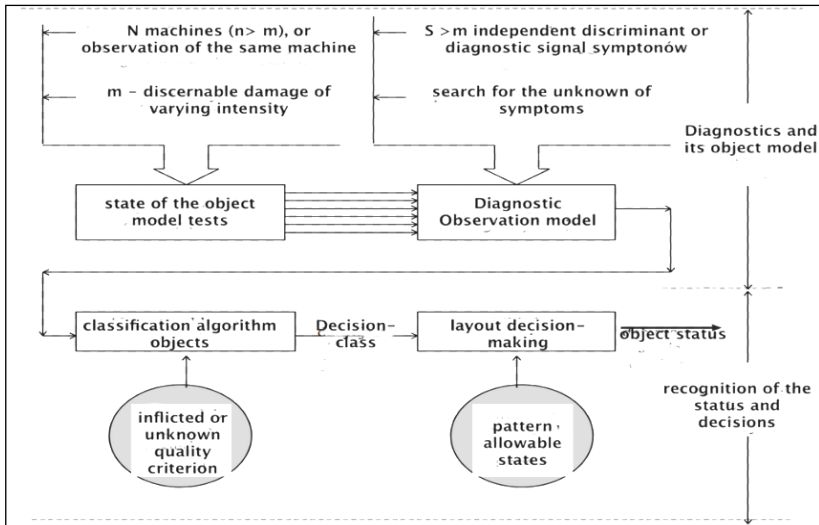 N machines (n> m), or
observation of the same machine
S >m independent discriminant or
diagnostic signal symptonów
m – discernable damage of
varying intensity
search for the unknown of
symptoms
Diagnostics and
its object model
state of the object
model tests
Diagnostic
Observation model
classification algorithm
objects
Decision-
class
layout decision-
making
object status
recognition of the
status and
decisions
inflicted or
unknown
quality
criterion
pattern
allowable
states